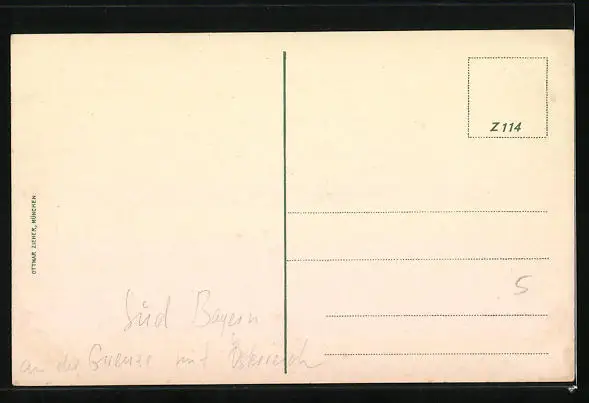 OTTMAR ZIEHER, MÜNCHEN
Z 114
5
Süd Bayern
an der Grenze mit Österreich